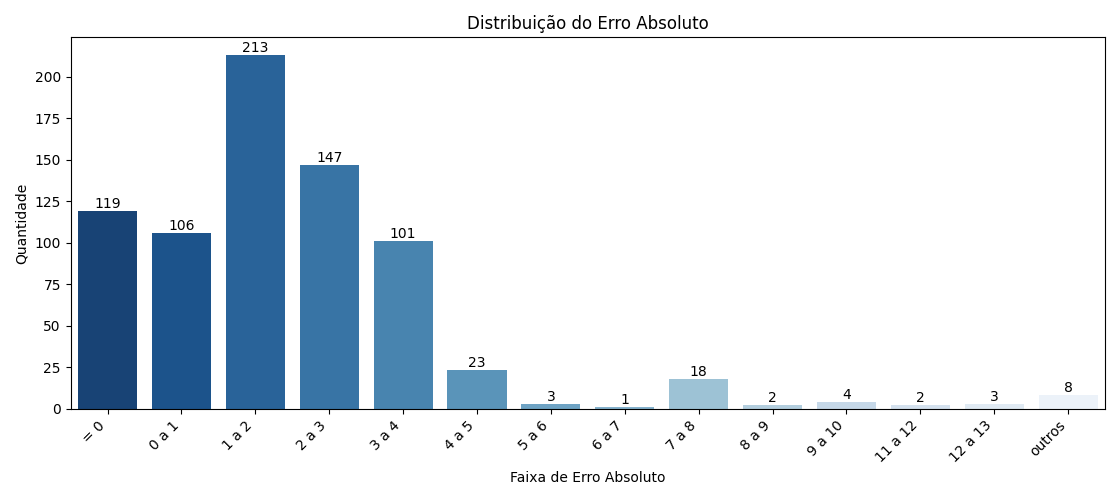 Distribuição do Erro Absoluto
Quantidade
200
175
150
125
100
75
50
25
0
119
106
213
147
101
23
3
1
18
2
4
2
3
8
= 0
0 a 1
1 a 2
2 a 3
3 a 4
4 a 5
5 a 6
6 a 7
7 a 8
8 a 9
9 a 10
11 a 12
12 a 13
outros
Faixa de Erro Absoluto